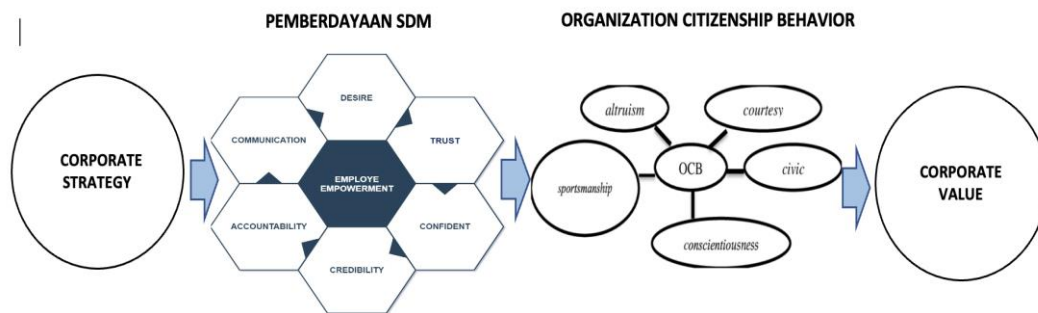 PEMBERDAYAAN SDM
ORGANIZATION CITIZENSHIP BEHAVIOR
CORPORATE
STRATEGY
DESIRE
COMMUNICATION
TRUST
EMPLOYE
EMPOWERMENT
ACCOUNTABILITY
CONFIDENT
CREDIBILITY
altruism
courtesy
sportsmanship
OCB
civic
conscientiousness
CORPORATE
VALUE